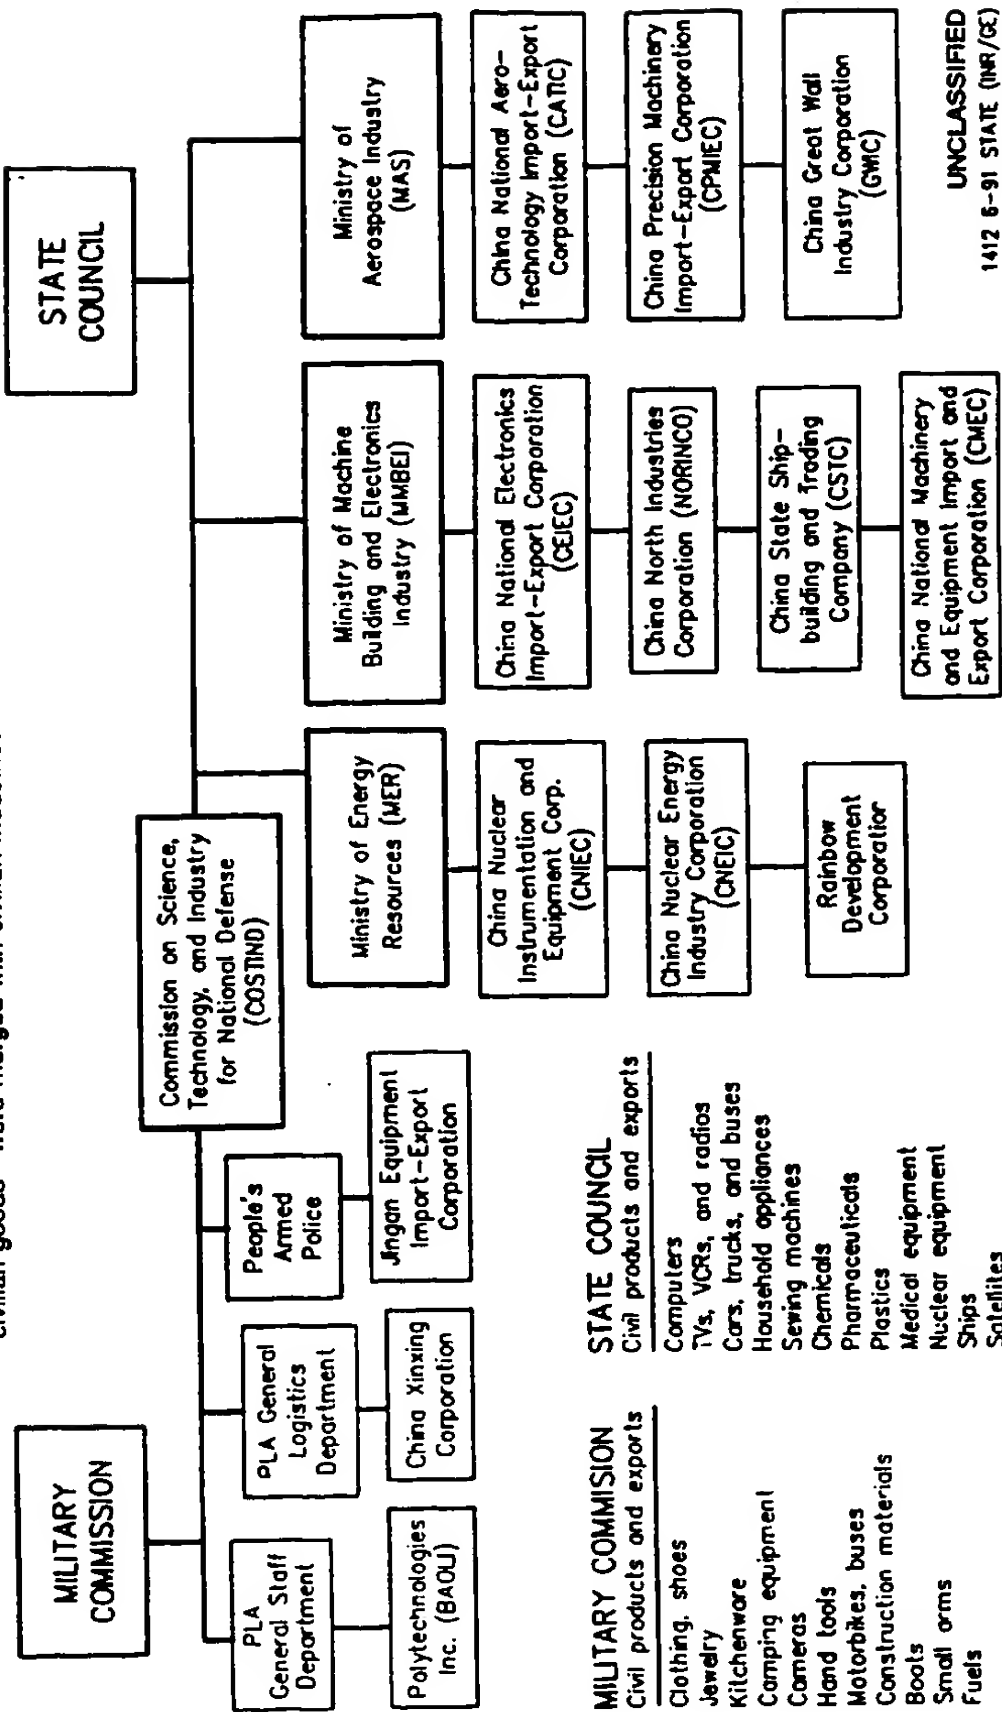 civilian goods
MILITARY
COMMISSION
STATE
COUNCIL
Commission on Science,
Technology, and Industry
for National Defense
(COSTIND)
PLA
General Staff
Department
PLA General
Logistics
Department
People's
Armed
Police
Polytechnologies
Inc. (BAOLI)
China Xinxing
Corporation
Jingan Equipment
Import-Export
Corporation
Ministry of Energy
Resources (MER)
China Nuclear
Instrumentation and
Equipment Corp.
(CNIEC)
China Nuclear Energy
Industry Corporation
(CNEIC)
Rainbow
Development
Corporation
Ministry of Machine
Building and Electronics
Industry (MMBEI)
China National Electronics
Import-Export Corporation
(CEIEC)
China North Industries
Corporation (NORINCO)
China State Ship-
building and Trading
Company (CSTC)
China National Machinery
and Equipment Import and
Export Corporation (CMEC)
Ministry of
Aerospace Industry
(MAS)
China National Aero-
Technology Import-Export
Corporation (CATIC)
China Precision Machinery
Import-Export Corporation
(CPMIEC)
China Great Wall
Industry Corporation
(GWIC)
MILITARY COMMISION
Civil products and exports
Clothing, shoes
Jewelry
Kitchenware
Camping equipment
Cameras
Hand tools
Motorbikes, buses
Construction materials
Boats
Small arms
Fuels
STATE COUNCIL
Civil products and exports
Computers
TVs, VCRs, and radios
Cars, trucks, and buses
Household appliances
Sewing machines
Chemicals
Pharmaceuticals
Plastics
Medical equipment
Nuclear equipment
Ships
Satellites
UNCLASSIFIED
1412 6-91 STATE (INR/GE)